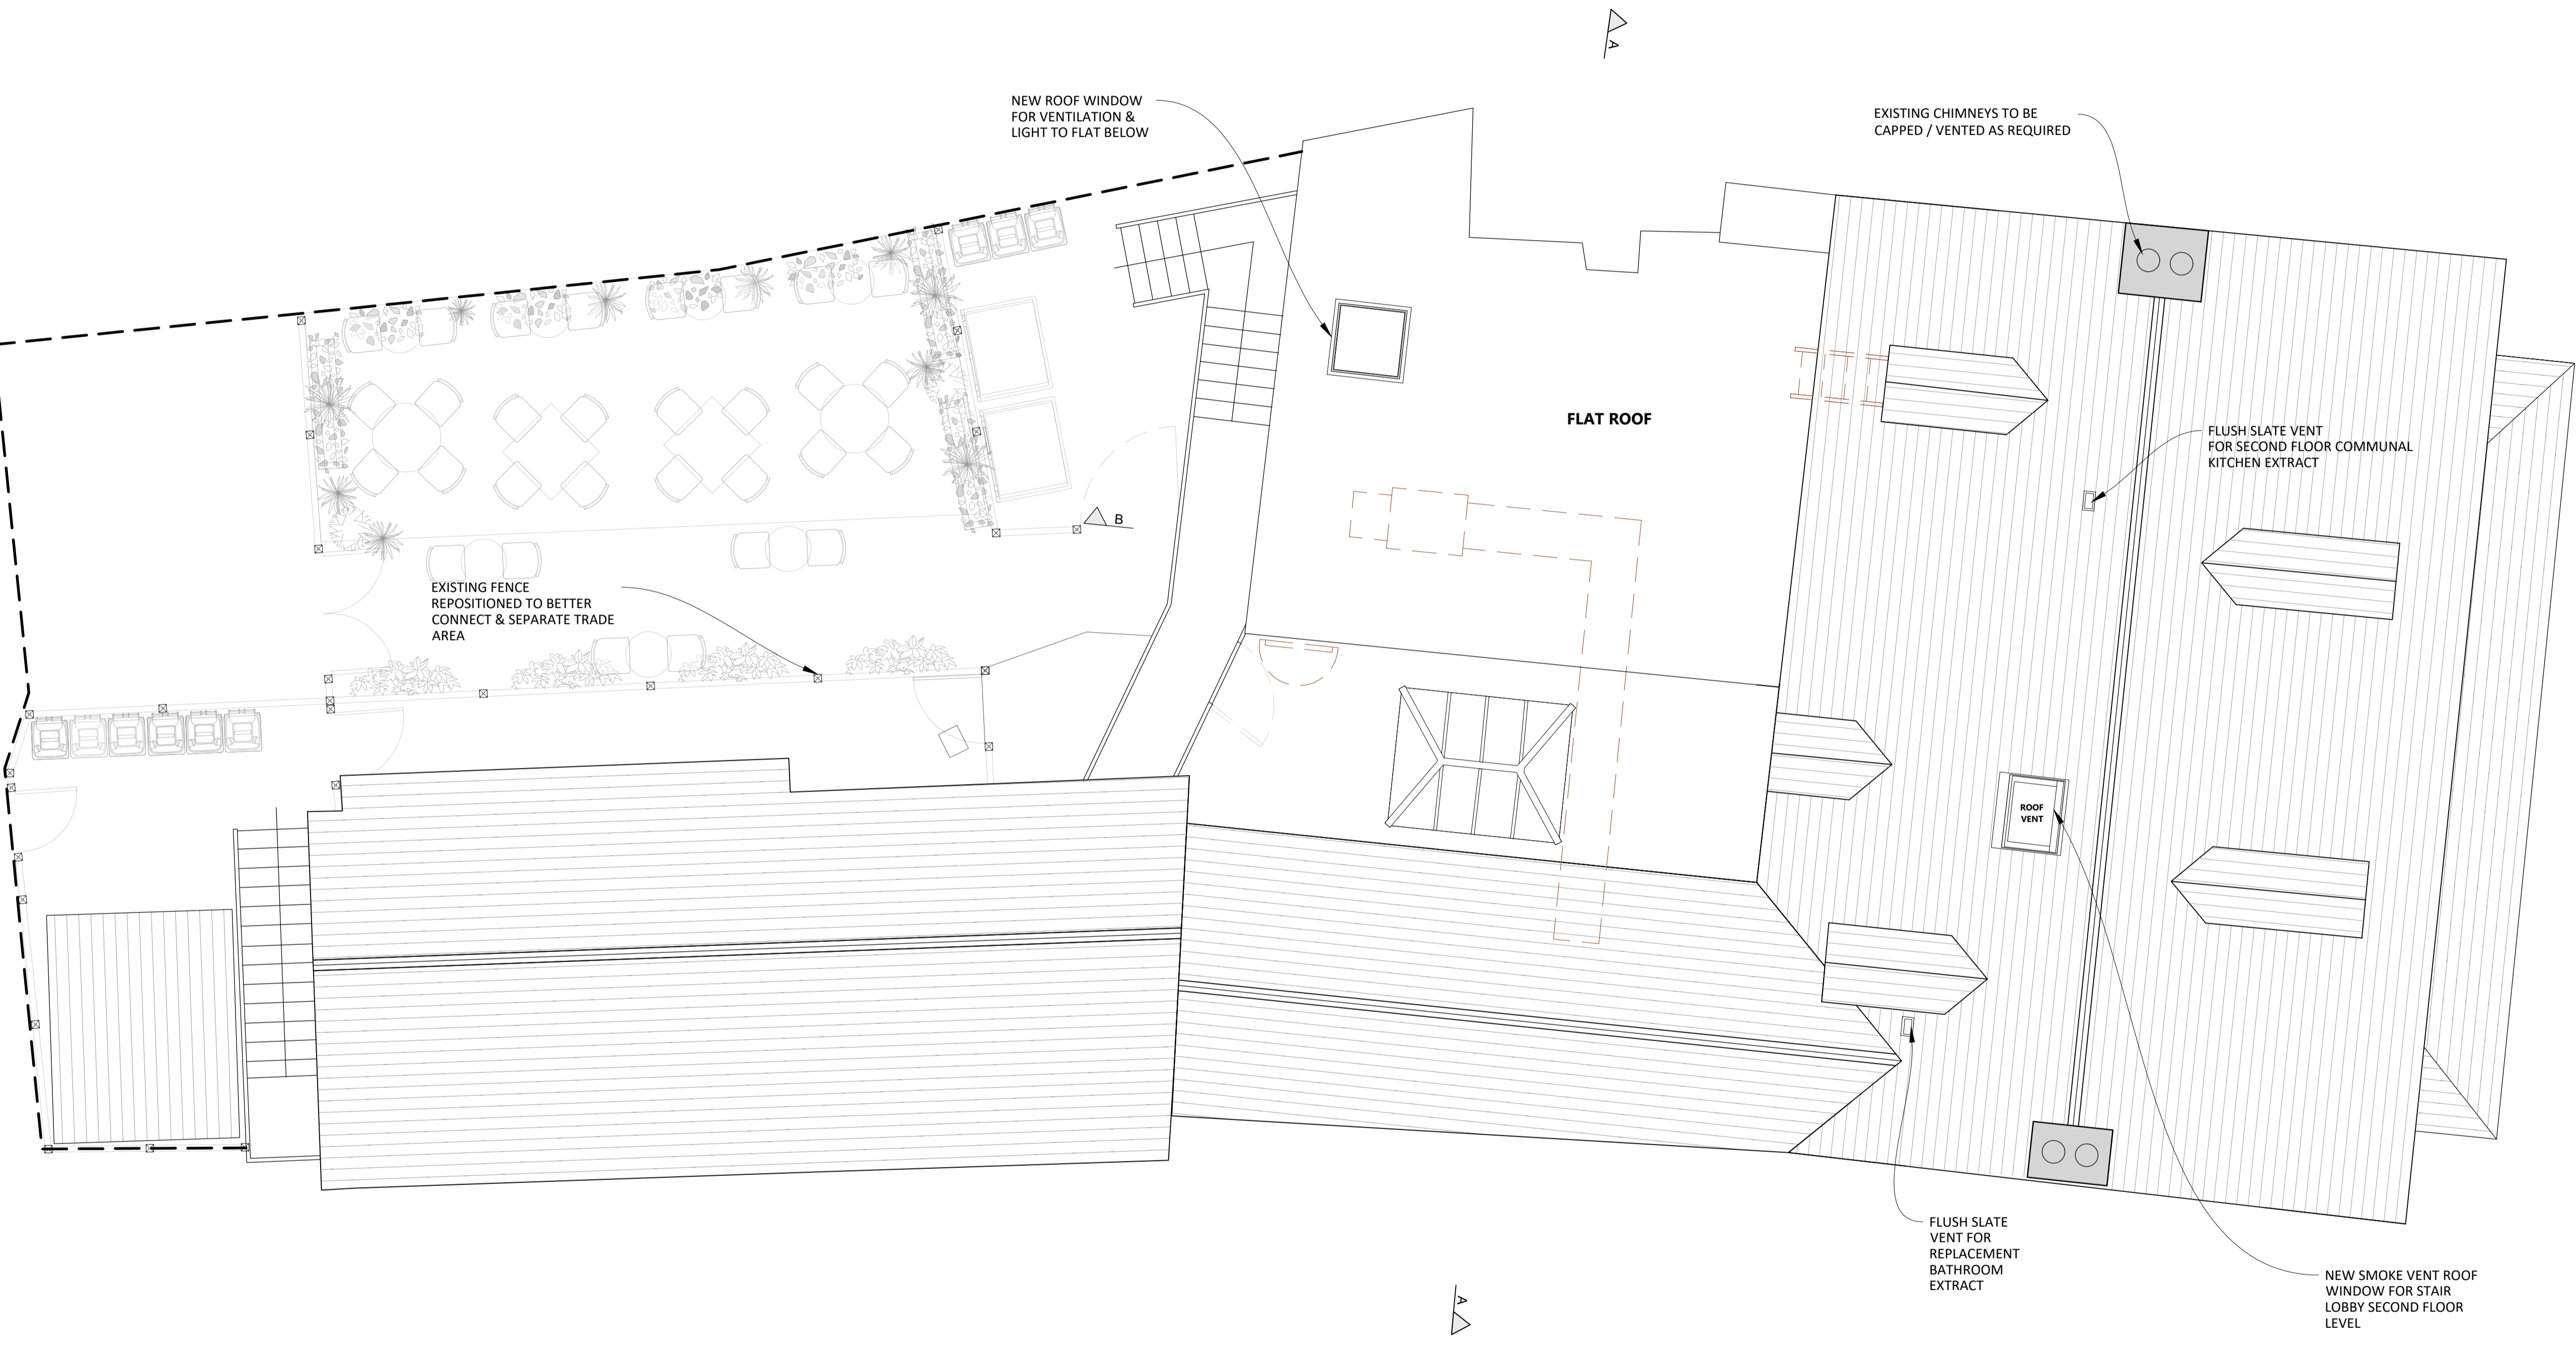 A
NEW ROOF WINDOW
FOR VENTILATION &
LIGHT TO FLAT BELOW
EXISTING CHIMNEYS TO BE
CAPPED / VENTED AS REQUIRED
FLAT ROOF
FLUSH SLATE VENT
FOR SECOND FLOOR COMMUNAL
KITCHEN EXTRACT
B
EXISTING FENCE
REPOSITIONED TO BETTER
CONNECT & SEPARATE TRADE
AREA
ROOF
VENT
FLUSH SLATE
VENT FOR
REPLACEMENT
BATHROOM
EXTRACT
NEW SMOKE VENT ROOF
WINDOW FOR STAIR
LOBBY SECOND FLOOR
LEVEL
A